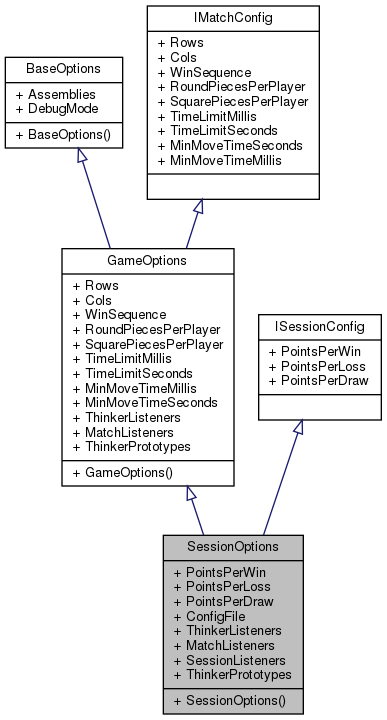 IMatchConfig
+ Rows
+ Cols
+ WinSequence
+ RoundPiecesPerPlayer
+ SquarePiecesPerPlayer
+ TimeLimitMillis
+ TimeLimitSeconds
+ MinMoveTimeSeconds
+ MinMoveTimeMillis
BaseOptions
+ Assemblies
+ DebugMode
+ BaseOptions()
GameOptions
+ Rows
+ Cols
+ WinSequence
+ RoundPiecesPerPlayer
+ SquarePiecesPerPlayer
+ TimeLimitMillis
+ TimeLimitSeconds
+ MinMoveTimeMillis
+ MinMoveTimeSeconds
+ ThinkerListeners
+ MatchListeners
+ ThinkerPrototypes
+ GameOptions()
ISessionConfig
+ PointsPerWin
+ PointsPerLoss
+ PointsPerDraw
SessionOptions
+ PointsPerWin
+ PointsPerLoss
+ PointsPerDraw
+ ConfigFile
+ ThinkerListeners
+ MatchListeners
+ SessionListeners
+ ThinkerPrototypes
+ SessionOptions()